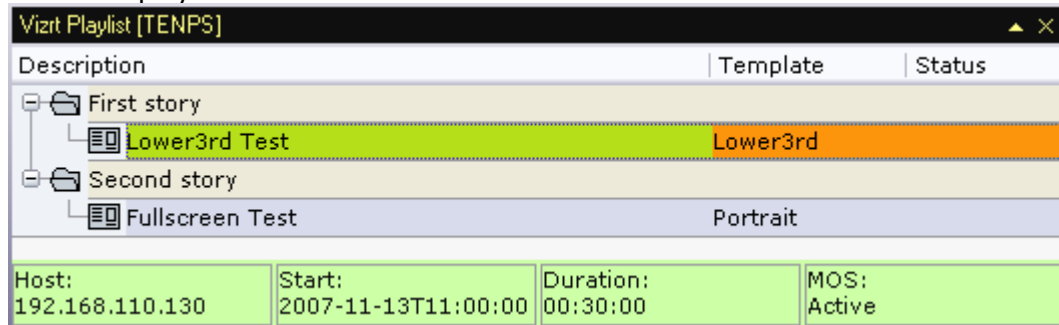 Vizrt Playlist [TENPS]
Description Template Status
First story
Lower3rd Test Lower3rd
Second story
Fullscreen Test Portrait
Host: Start: Duration: MOS:
192.168.110.130 2007-11-13T11:00:00 00:30:00 Active